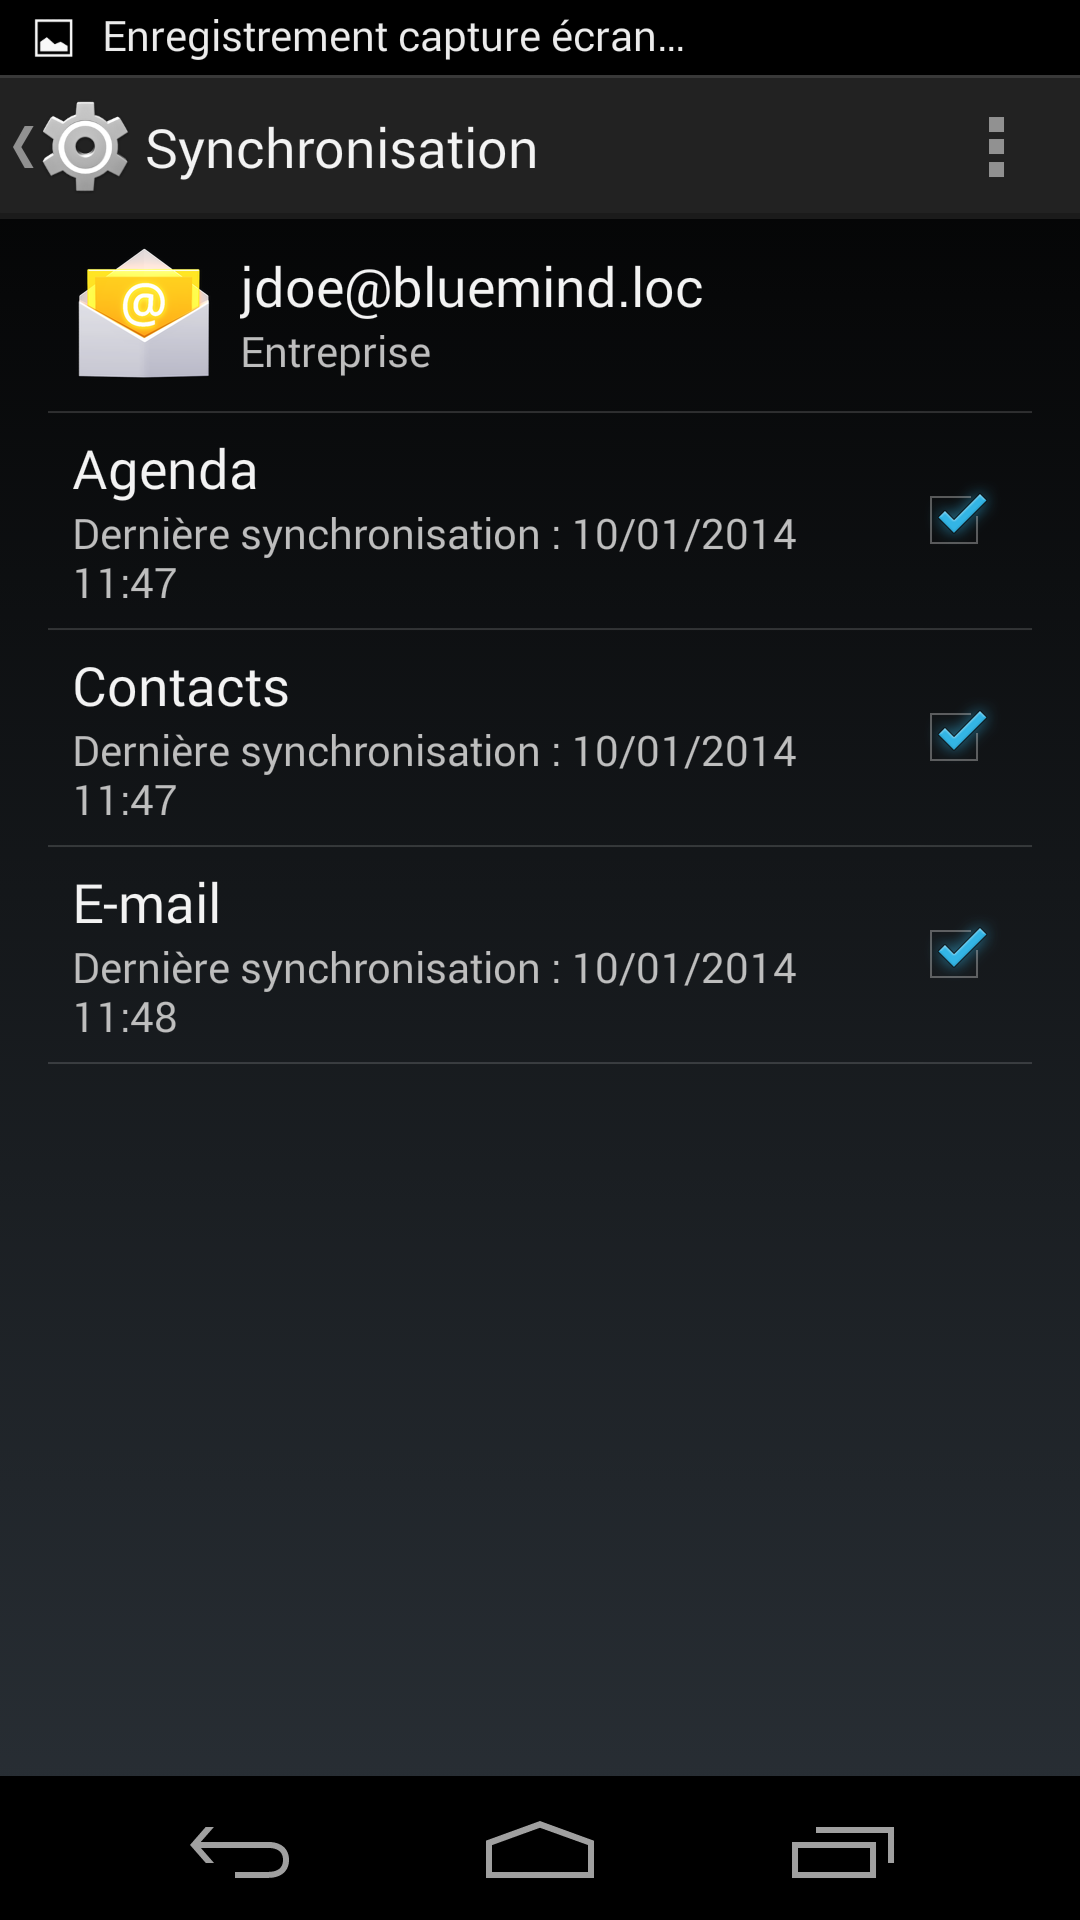 Enregistrement capture écran...
Synchronisation
@
jdoe@bluemind.loc
Entreprise
Agenda
Dernière synchronisation : 10/01/2014
11:47
Contacts
Dernière synchronisation : 10/01/2014
11:47
E-mail
Dernière synchronisation : 10/01/2014
11:48